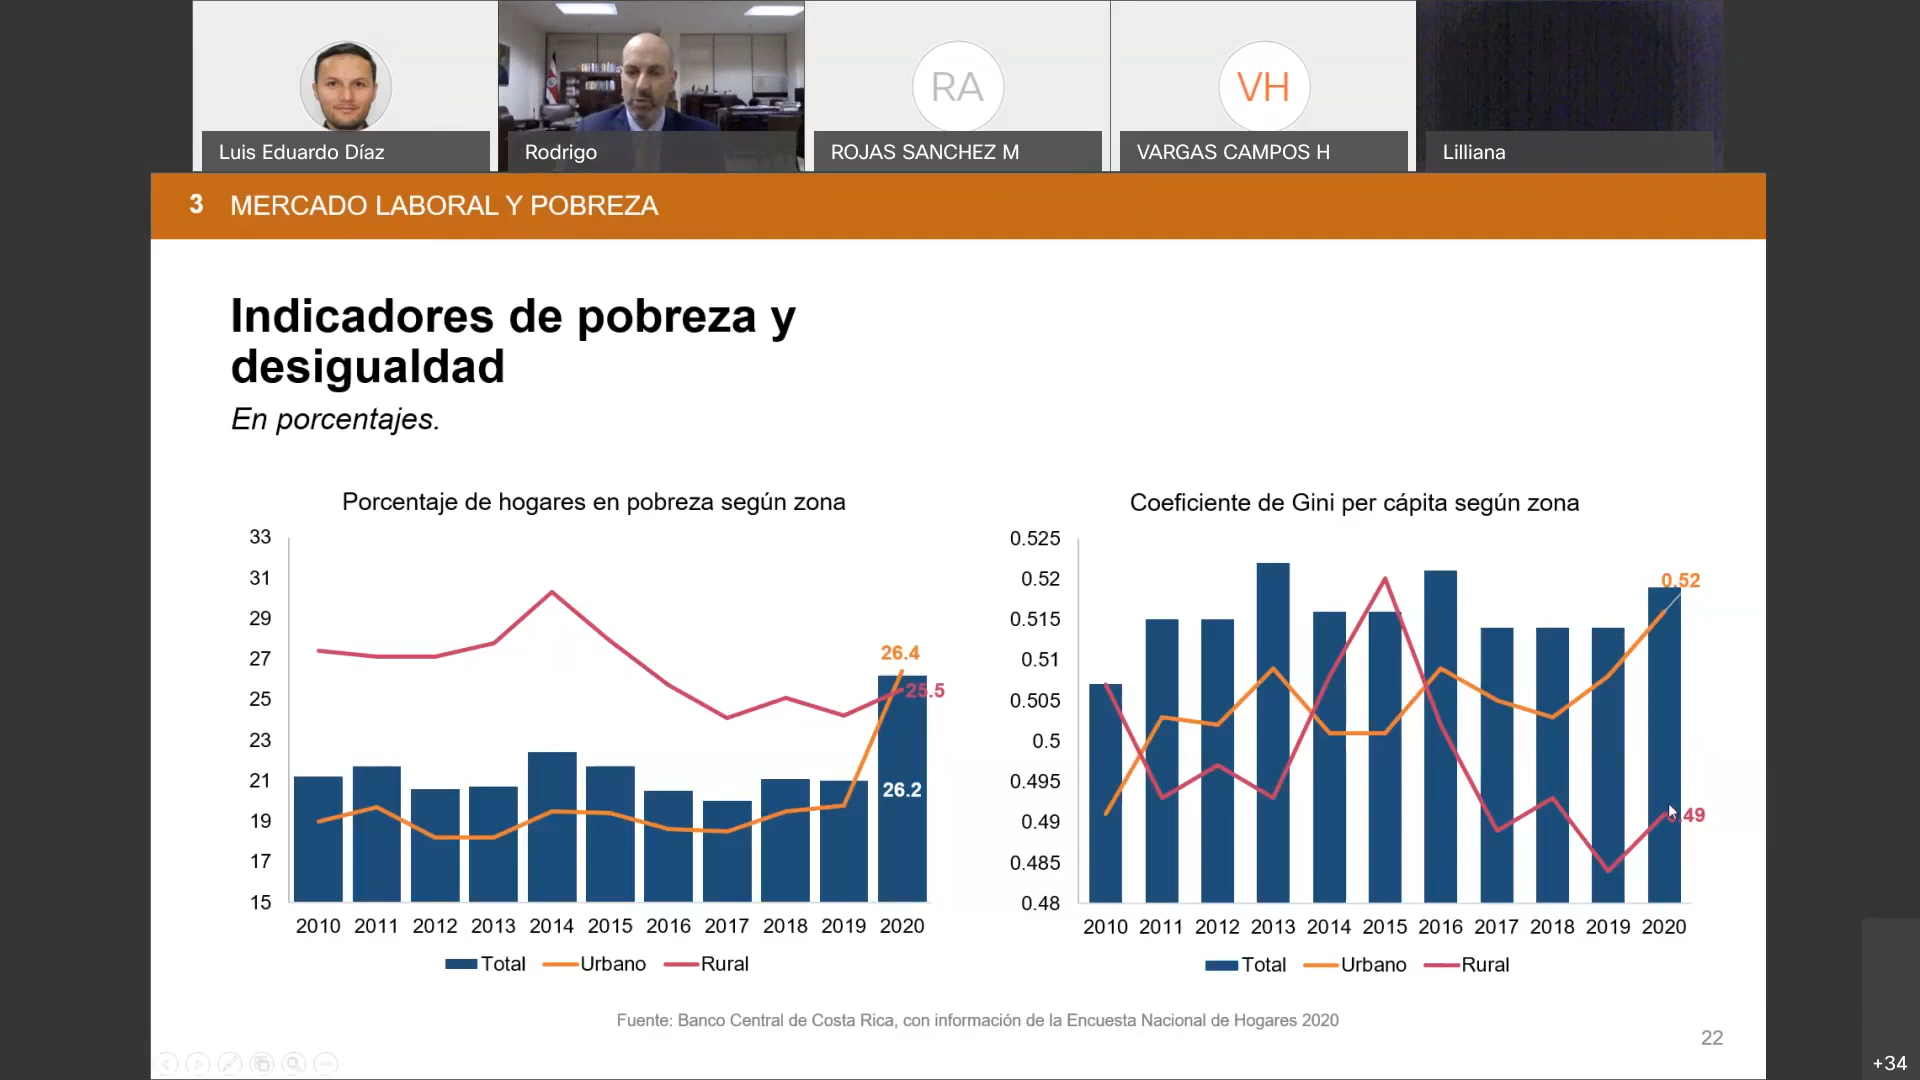 RA
VH
Luis Eduardo Díaz
Rodrigo
ROJAS SANCHEZ M
VARGAS CAMPOS H
Lilliana
3 MERCADO LABORAL Y POBREZA
Indicadores de pobreza y
desigualdad
En porcentajes.
Porcentaje de hogares en pobreza según zona
33
31
29
27
25
23
21
19
17
15
26.4
25.5
26.2
2010 2011 2012 2013 2014 2015 2016 2017 2018 2019 2020
Total Urbano Rural
Coeficiente de Gini per cápita según zona
0.525
0.52
0.515
0.51
0.505
0.5
0.495
0.49
0.485
0.48
0.52
.49
2010 2011 2012 2013 2014 2015 2016 2017 2018 2019 2020
Total Urbano Rural
Fuente: Banco Central de Costa Rica, con información de la Encuesta Nacional de Hogares 2020
22
+34